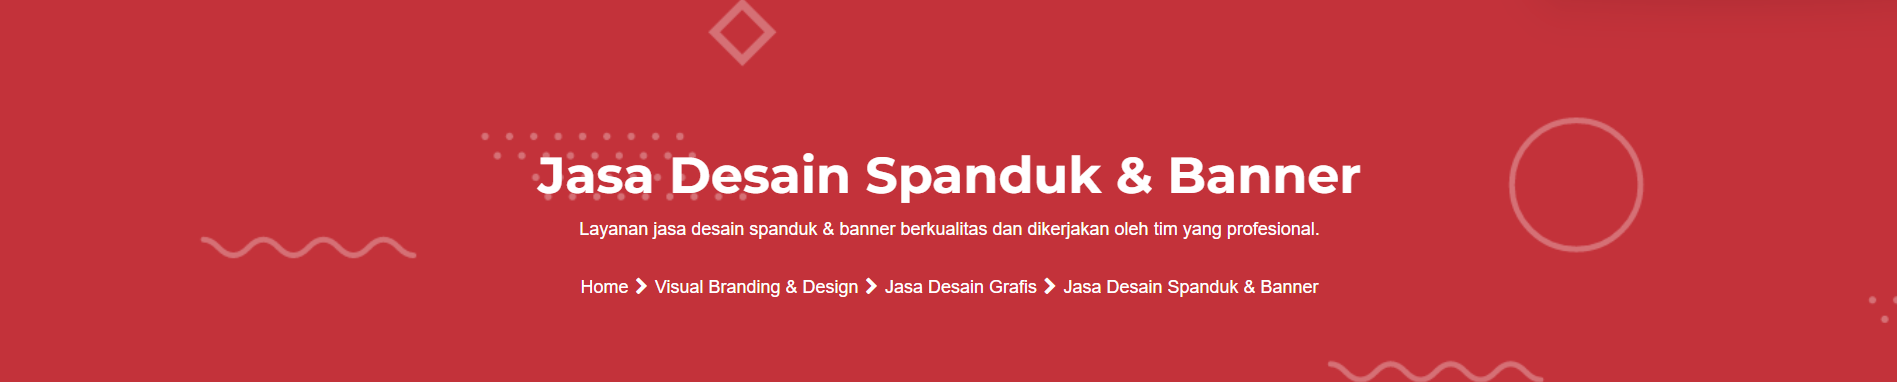 Jasa Desain Spanduk & Banner
Layanan jasa desain spanduk & banner berkualitas dan dikerjakan oleh tim yang profesional.
Home > Visual Branding & Design > Jasa Desain Grafis > Jasa Desain Spanduk & Banner